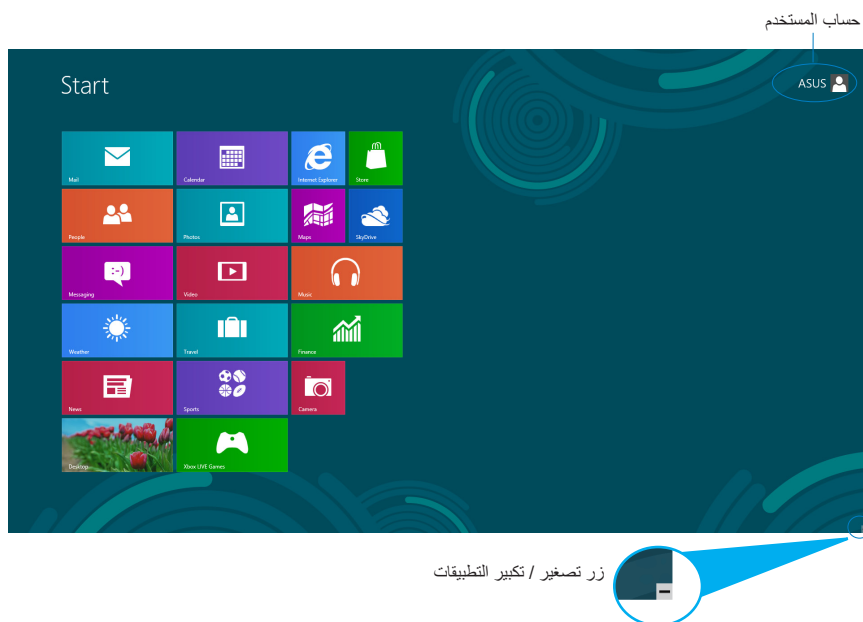 حساب المستخدم
Start
ASUS
Mail
Calendar
Internet Explorer
Store
People
Photos
Maps
SkyDrive
Messaging
Video
Music
Weather
Travel
Finance
News
Sports
Camera
Desktop
Xbox LIVE Games
زر تصغير / تكبير التطبيقات